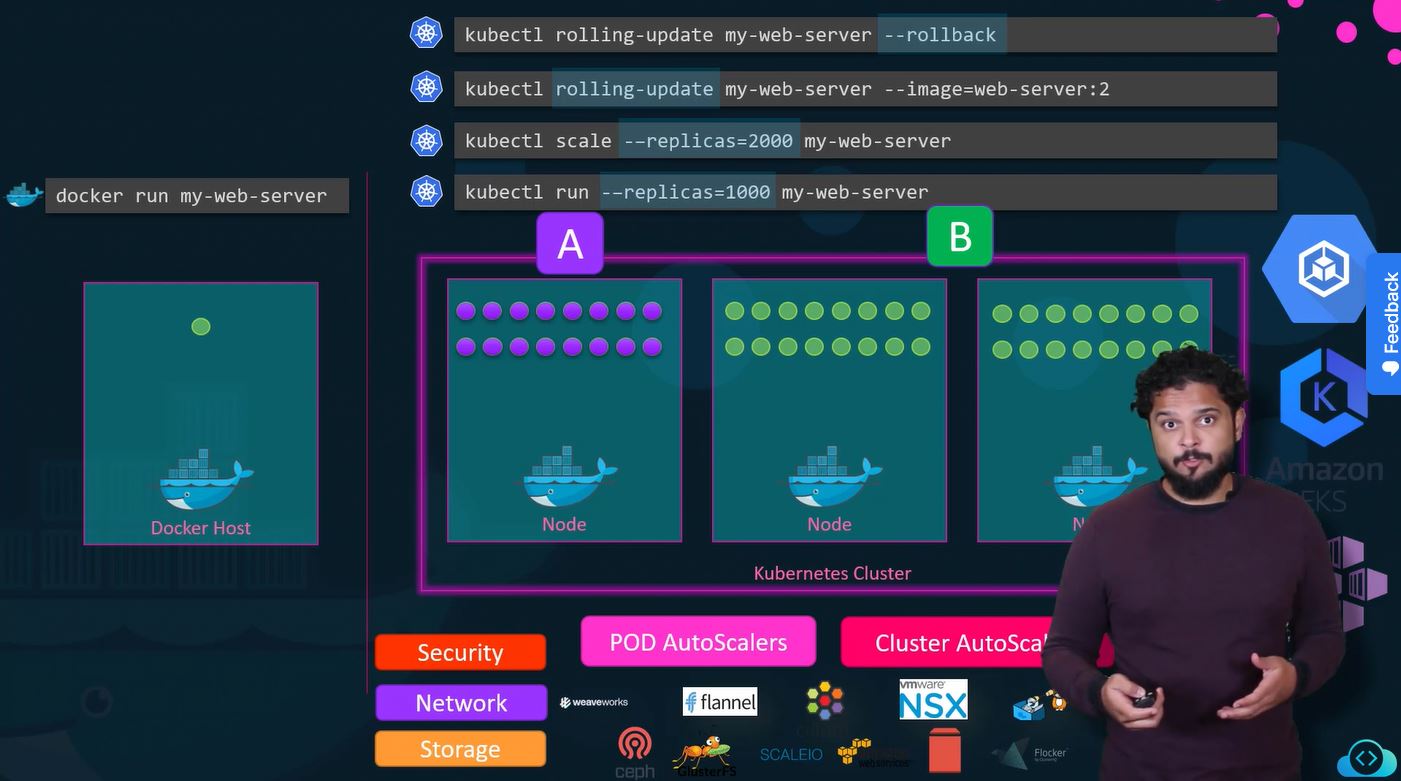 kubectl rolling-update my-web-server --rollback
kubectl rolling-update my-web-server --image=web-server:2
kubectl scale --replicas=2000 my-web-server
docker run my-web-server
kubectl run --replicas=1000 my-web-server
A
B
Feedback
K
Amazon
EKS
Docker Host
Node
Node
Kubernetes Cluster
POD AutoScalers
Cluster AutoScal
Security
Network
weaveworks
flannel
vmware
NSX
Storage
ceph
GlusterFS
SCALEIO
webservices
Flocker